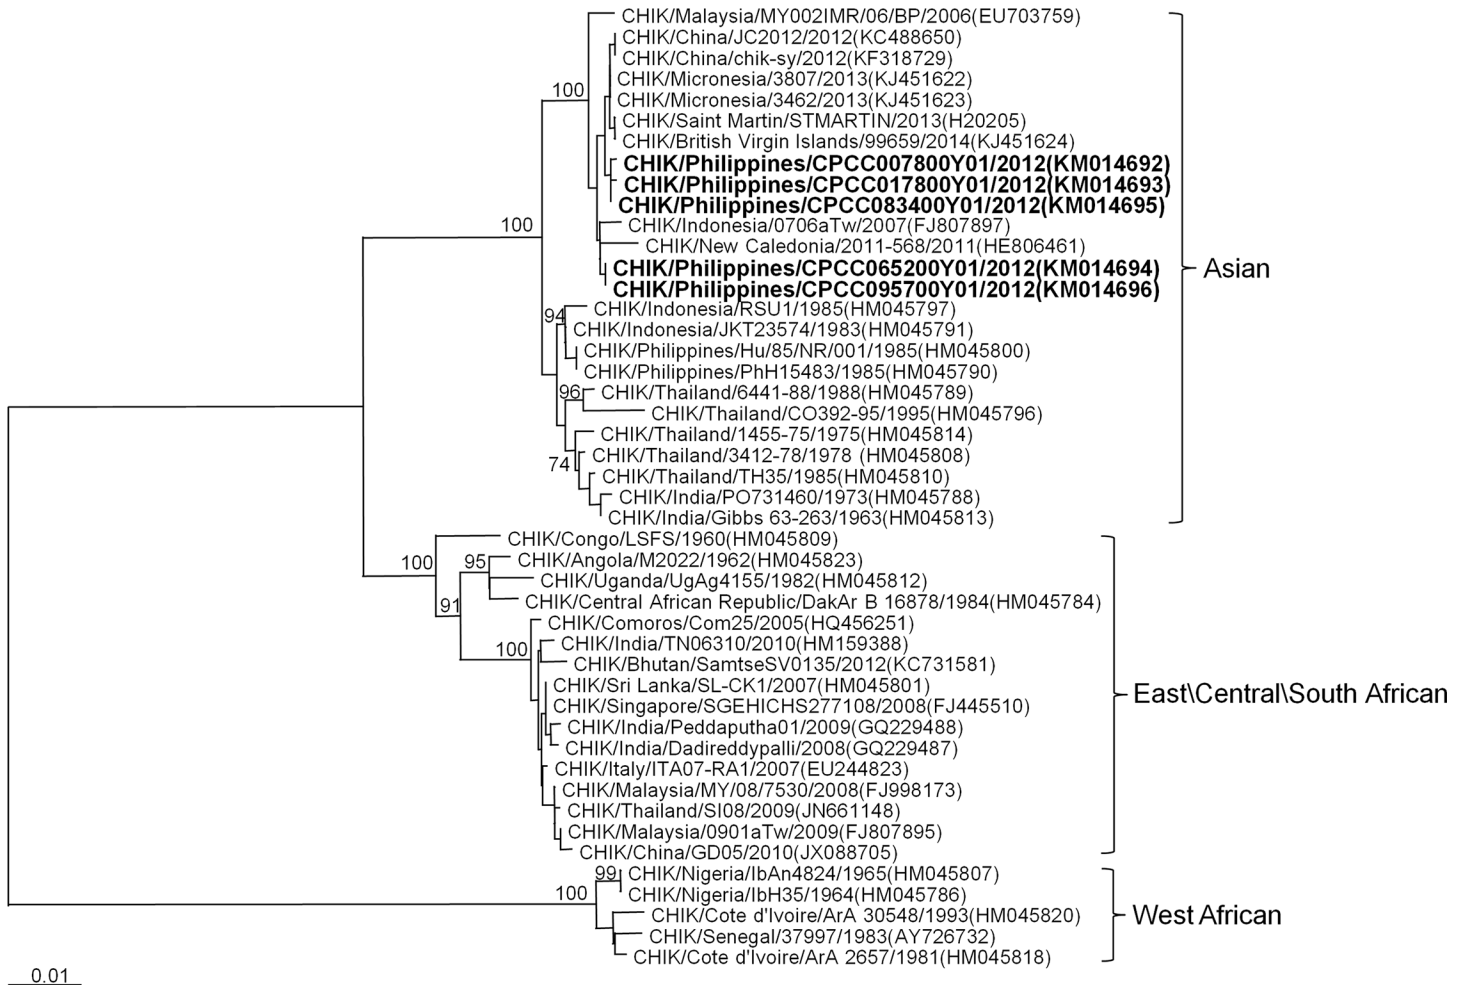 CHIK/Malaysia/MY002IMR/06/BP/2006(EU703759)
CHIK/China/JC2012/2012(KC488650)
CHIK/China/chik-sy/2012(KF318729)
CHIK/Micronesia/3807/2013(KJ451622)
100
CHIK/Micronesia/3462/2013(KJ451623)
CHIK/Saint Martin/STMARTIN/2013(H20205)
CHIK/British Virgin Islands/99659/2014(KJ451624)
CHIK/Philippines/CPCC007800Y01/2012(KM014692)
CHIK/Philippines/CPCC017800Y01/2012(KM014693)
CHIK/Philippines/CPCC083400Y01/2012(KM014695)
100
CHIK/Indonesia/0706aTw/2007(FJ807897)
CHIK/New Caledonia/2011-568/2011(HE806461)
CHIK/Philippines/CPCC065200Y01/2012(KM014694)
Asian
CHIK/Philippines/CPCC095700Y01/2012(KM014696)
CHIK/Indonesia/RSU1/1985(HM045797)
94
CHIK/Indonesia/JKT23574/1983(HM045791)
CHIK/Philippines/Hu/85/NR/001/1985(HM045800)
CHIK/Philippines/PhH15483/1985(HM045790)
96
CHIK/Thailand/6441-88/1988(HM045789)
CHIK/Thailand/CO392-95/1995(HM045796)
CHIK/Thailand/1455-75/1975(HM045814)
CHIK/Thailand/3412-78/1978 (HM045808)
74
CHIK/Thailand/TH35/1985(HM045810)
CHIK/India/PO731460/1973(HM045788)
CHIK/India/Gibbs 63-263/1963(HM045813)
CHIK/Congo/LSFS/1960(HM045809)
100
95
CHIK/Angola/M2022/1962(HM045823)
CHIK/Uganda/UgAg4155/1982(HM045812)
91
CHIK/Central African Republic/DakAr B 16878/1984(HM045784)
CHIK/Comoros/Com25/2005(HQ456251)
100
CHIK/India/TN06310/2010(HM159388)
CHIK/Bhutan/SamtseSV0135/2012(KC731581)
CHIK/Sri Lanka/SL-CK1/2007(HM045801)
East\Central\South African
CHIK/Singapore/SGEHICHS277108/2008(FJ445510)
CHIK/India/Peddaputha01/2009(GQ229488)
CHIK/India/Dadireddypalli/2008(GQ229487)
CHIK/Italy/ITA07-RA1/2007(EU244823)
CHIK/Malaysia/MY/08/7530/2008(FJ998173)
CHIK/Thailand/SI08/2009(JN661148)
CHIK/Malaysia/0901aTw/2009(FJ807895)
CHIK/China/GD05/2010(JX088705)
99
CHIK/Nigeria/IbAn4824/1965(HM045807)
100
CHIK/Nigeria/IbH35/1964(HM045786)
CHIK/Cote d'Ivoire/ArA 30548/1993(HM045820)
West African
CHIK/Senegal/37997/1983(AY726732)
CHIK/Cote d'Ivoire/ArA 2657/1981(HM045818)
0.01